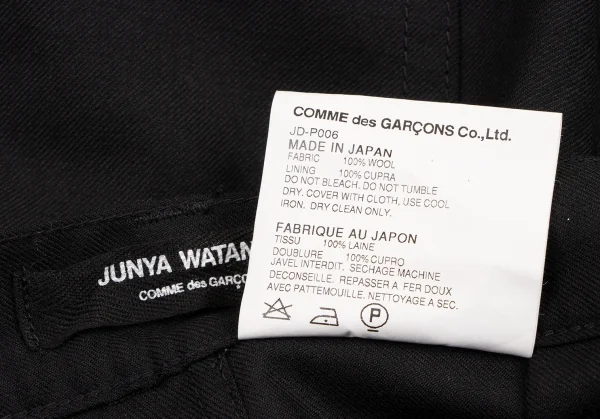 COMME des GARÇONS Co.,Ltd.
JD-P006
MADE IN JAPAN
FABRIC 100% WOOL
LINING 100% CUPRA
DO NOT BLEACH. DO NOT TUMBLE
DRY. COVER WITH CLOTH, USE COOL
IRON. DRY CLEAN ONLY.
FABRIQUE AU JAPON
TISSU 100% LAINE
DOUBLURE 100% CUPRO
JAVEL INTERDIT. SECHAGE MACHINE
DECONSEILLE. REPASSER A FER DOUX
AVEC PATTEMOUILLE. NETTOYAGE A SEC.
P
JUNYA WATAN
COMME des GARÇO